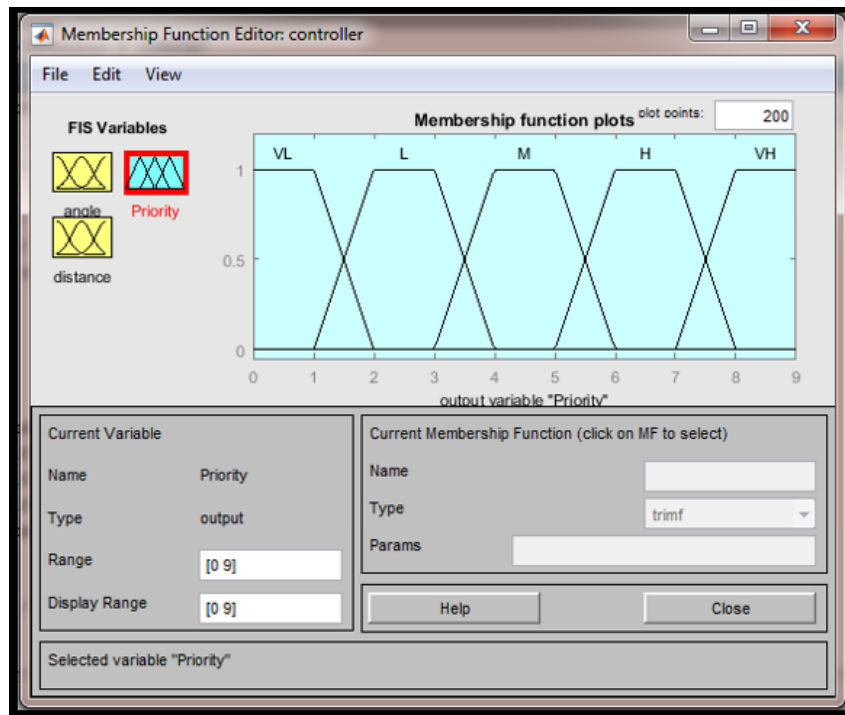 Membership Function Editor: controller
File Edit View
FIS Variables
angle
Priority
distance
Membership function plots
plot points:
200
VL L M H VH
1
0.5
0
0 1 2 3 4 5 6 7 8 9
output variable "Priority"
Current Variable
Name Priority
Type output
Range [0 9]
Display Range [0 9]
Current Membership Function (click on MF to select)
Name
Type trimf
Params
Help Close
Selected variable "Priority"